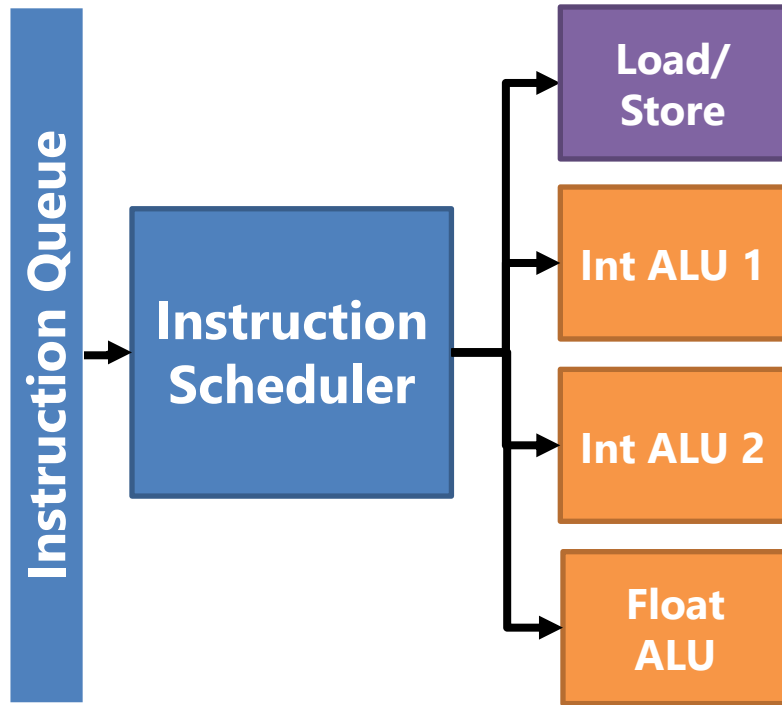 Instruction Queue
Instruction
Scheduler
Load/
Store
Int ALU 1
Int ALU 2
Float
ALU